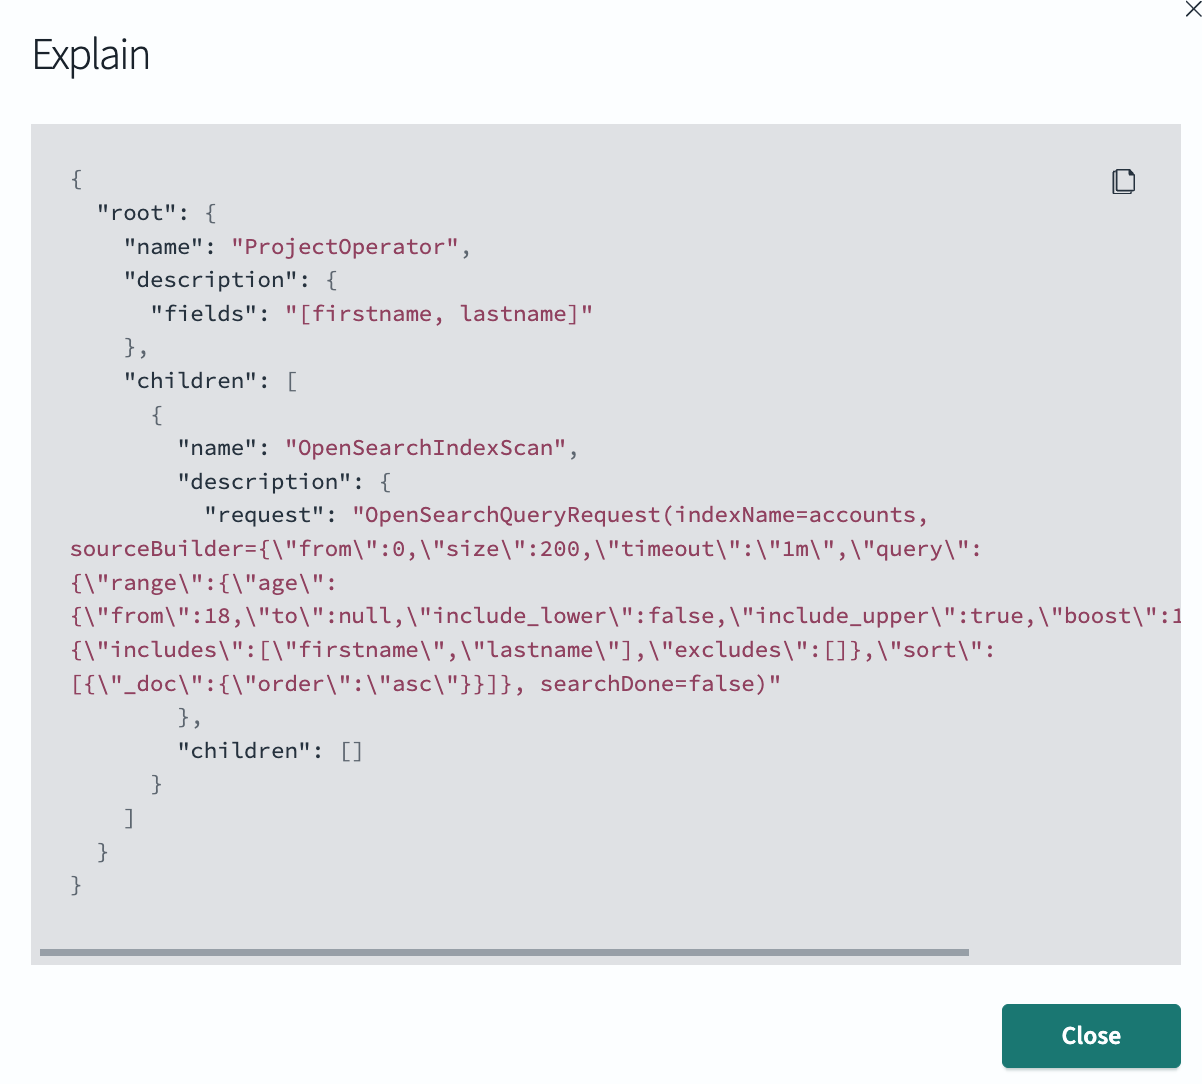 Explain
{
  "root": {
    "name": "ProjectOperator",
    "description": {
      "fields": "[firstname, lastname]"
    },
    "children": [
      {
        "name": "OpenSearchIndexScan",
        "description": {
          "request": "OpenSearchQueryRequest(indexName=accounts,
sourceBuilder={\"from\":0,\"size\":200,\"timeout\":\"1m\",\"query\":
{\"range\":{\"age\":
{\"from\":18,\"to\":null,\"include_lower\":false,\"include_upper\":true,\"boost\":1
{\"includes\":[\"firstname\",\"lastname\"],\"excludes\":[]},\"sort\":
[{\"_doc\":{\"order\":\"asc\"}}]}, searchDone=false)"
        },
        "children": []
      }
    ]
  }
}
Close